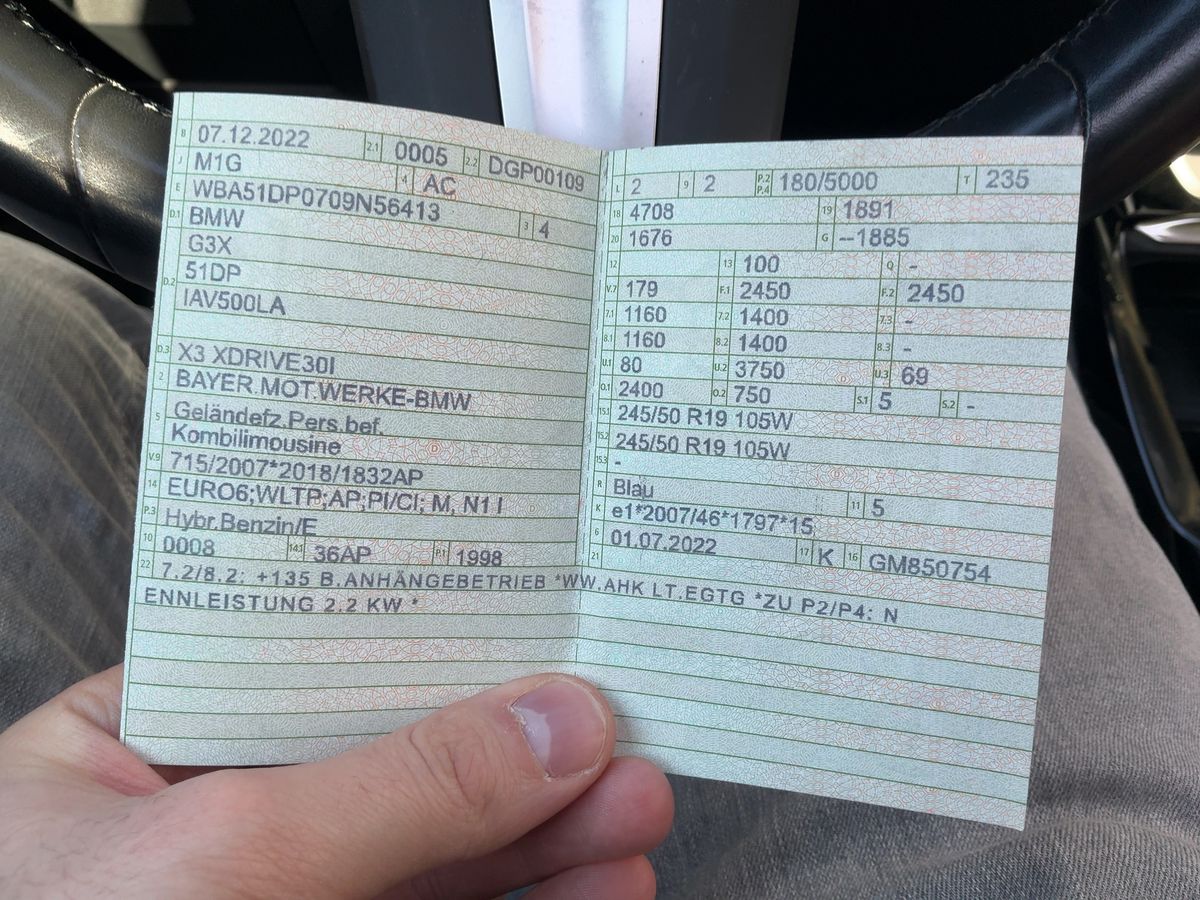 B 07.12.2022 2.1 0005 2.2 DGP00109
J M1G 4 AC
E WBA51DP0709N56413 3 4
D.1 BMW
G3X
D.2 51DP
IAV500LA
D.3 X3 XDRIVE30I
2 BAYER.MOT.WERKE-BMW
5 Geländefz.Pers.bef.
Kombilimousine
V.9 715/2007*2018/1832AP
14 EURO6;WLTP;AP;PI/CI; M, N1 I
P.3 Hybr.Benzin/E
10 0008 14.1 36AP P.1 1998
L 2 9 2 P.2 P.4 180/5000 T 235
18 4708 19 1891
20 1676 G --1885
12 13 100 Q -
V.7 179 F.1 2450 F.2 2450
7.1 1160 7.2 1400 7.3 -
8.1 1160 8.2 1400 8.3 -
U.1 80 U.2 3750 U.3 69
O.1 2400 O.2 750 S.1 5 S.2 -
15.1 245/50 R19 105W
15.2 245/50 R19 105W
15.3 -
R Blau 11 5
K e1*2007/46*1797*15
6 01.07.2022 17 K 16 GM850754
21
22 7.2/8.2: +135 B.ANHÄNGEBETRIEB *WW.AHK LT.EGTG *ZU P2/P4: N
ENNLEISTUNG 2.2 KW *